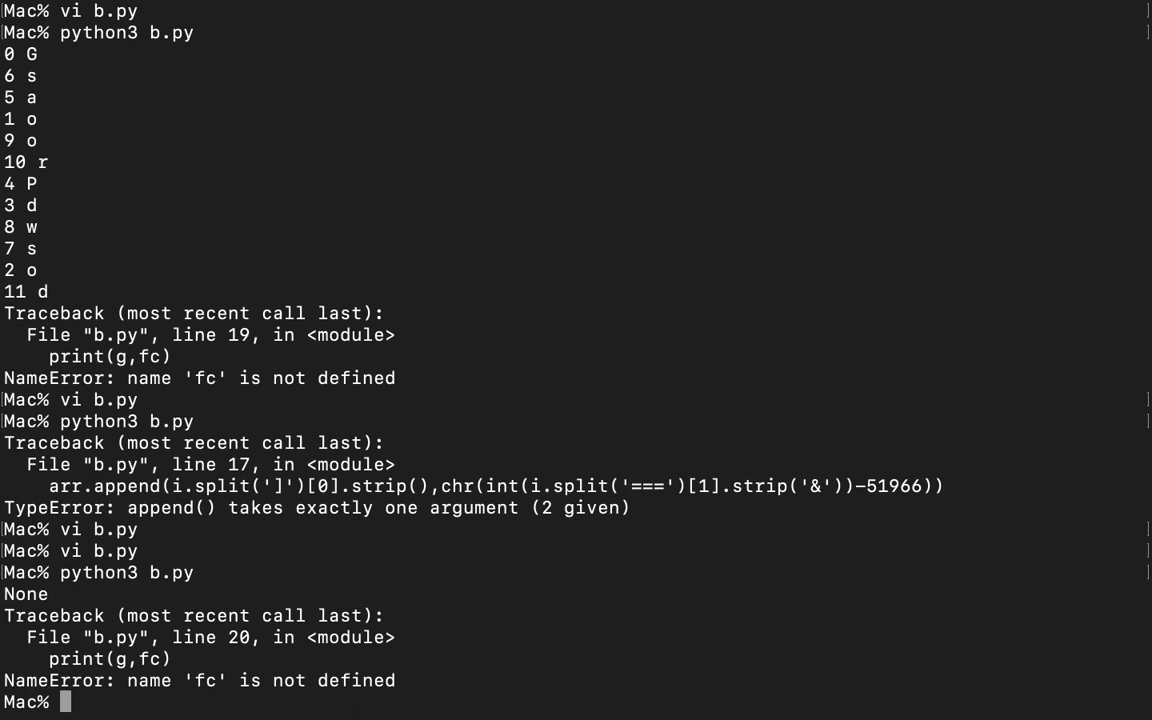 [Mac% vi b.py ]
[Mac% python3 b.py ]
0 G
6 s
5 a
1 o
9 o
10 r
4 P
3 d
8 w
7 s
2 o
11 d
Traceback (most recent call last):
  File "b.py", line 19, in <module>
    print(g,fc)
NameError: name 'fc' is not defined
[Mac% vi b.py ]
[Mac% python3 b.py ]
Traceback (most recent call last):
  File "b.py", line 17, in <module>
    arr.append(i.split(']')[0].strip(),chr(int(i.split('===')[1].strip('&'))-51966))
TypeError: append() takes exactly one argument (2 given)
[Mac% vi b.py ]
[Mac% vi b.py ]
[Mac% python3 b.py ]
None
Traceback (most recent call last):
  File "b.py", line 20, in <module>
    print(g,fc)
NameError: name 'fc' is not defined
Mac%